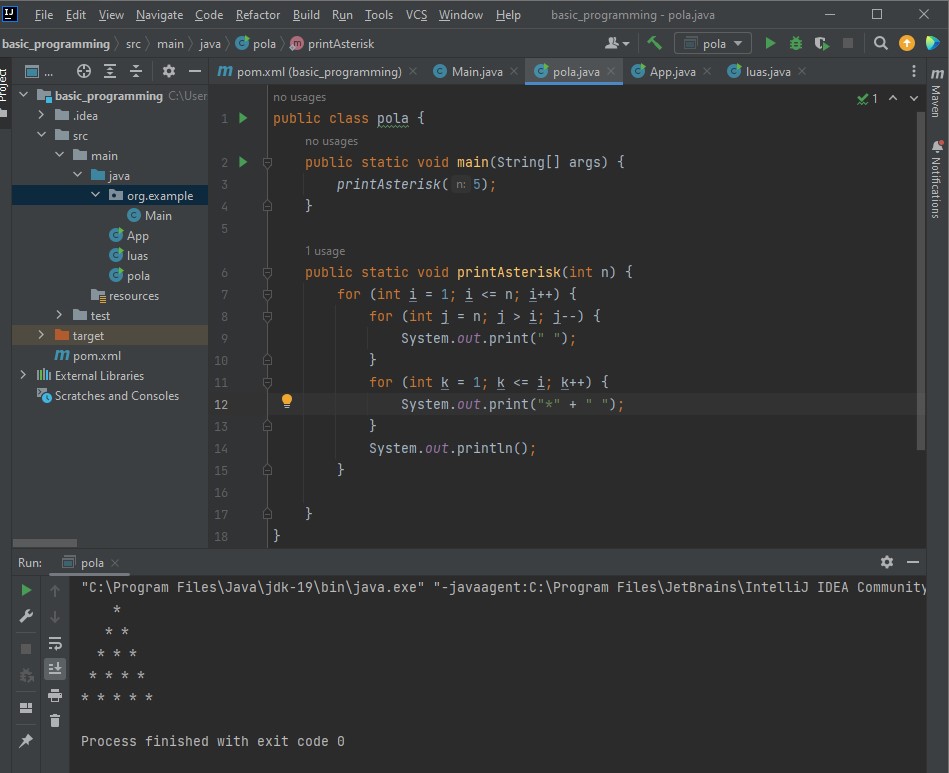 File Edit View Navigate Code Refactor Build Run Tools VCS Window Help basic_programming - pola.java
basic_programming src main java pola printAsterisk pola
Project
... pom.xml (basic_programming) Main.java pola.java App.java luas.java
basic_programming C:\User
.idea
src
main
java
org.example
Main
App
luas
pola
resources
test
target
pom.xml
External Libraries
Scratches and Consoles
no usages
1 public class pola {
no usages
2 public static void main(String[] args) {
3 printAsterisk( n: 5);
4 }
5
1 usage
6 public static void printAsterisk(int n) {
7 for (int i = 1; i <= n; i++) {
8 for (int j = n; j > i; j--) {
9 System.out.print(" ");
10 }
11 for (int k = 1; k <= i; k++) {
12 System.out.print("*" + " ");
13 }
14 System.out.println();
15 }
16
17 }
18 }
1
Maven
Notifications
Run: pola
"C:\Program Files\Java\jdk-19\bin\java.exe" "-javaagent:C:\Program Files\JetBrains\IntelliJ IDEA Community
*
* *
* * *
* * * *
* * * * *
Process finished with exit code 0